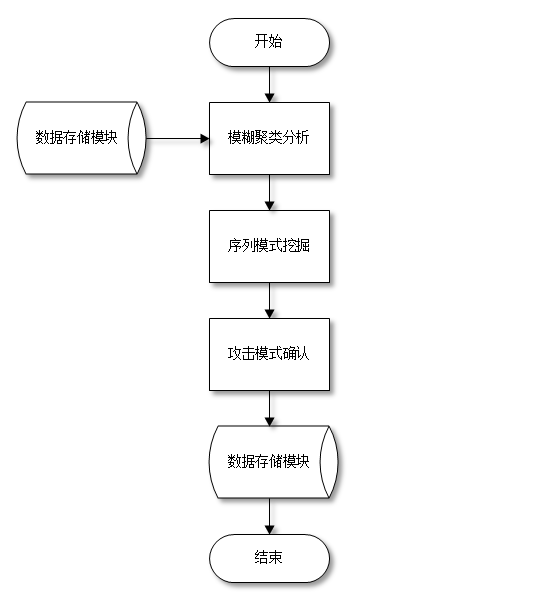 开始
数据存储模块
模糊聚类分析
序列模式挖掘
攻击模式确认
数据存储模块
结束